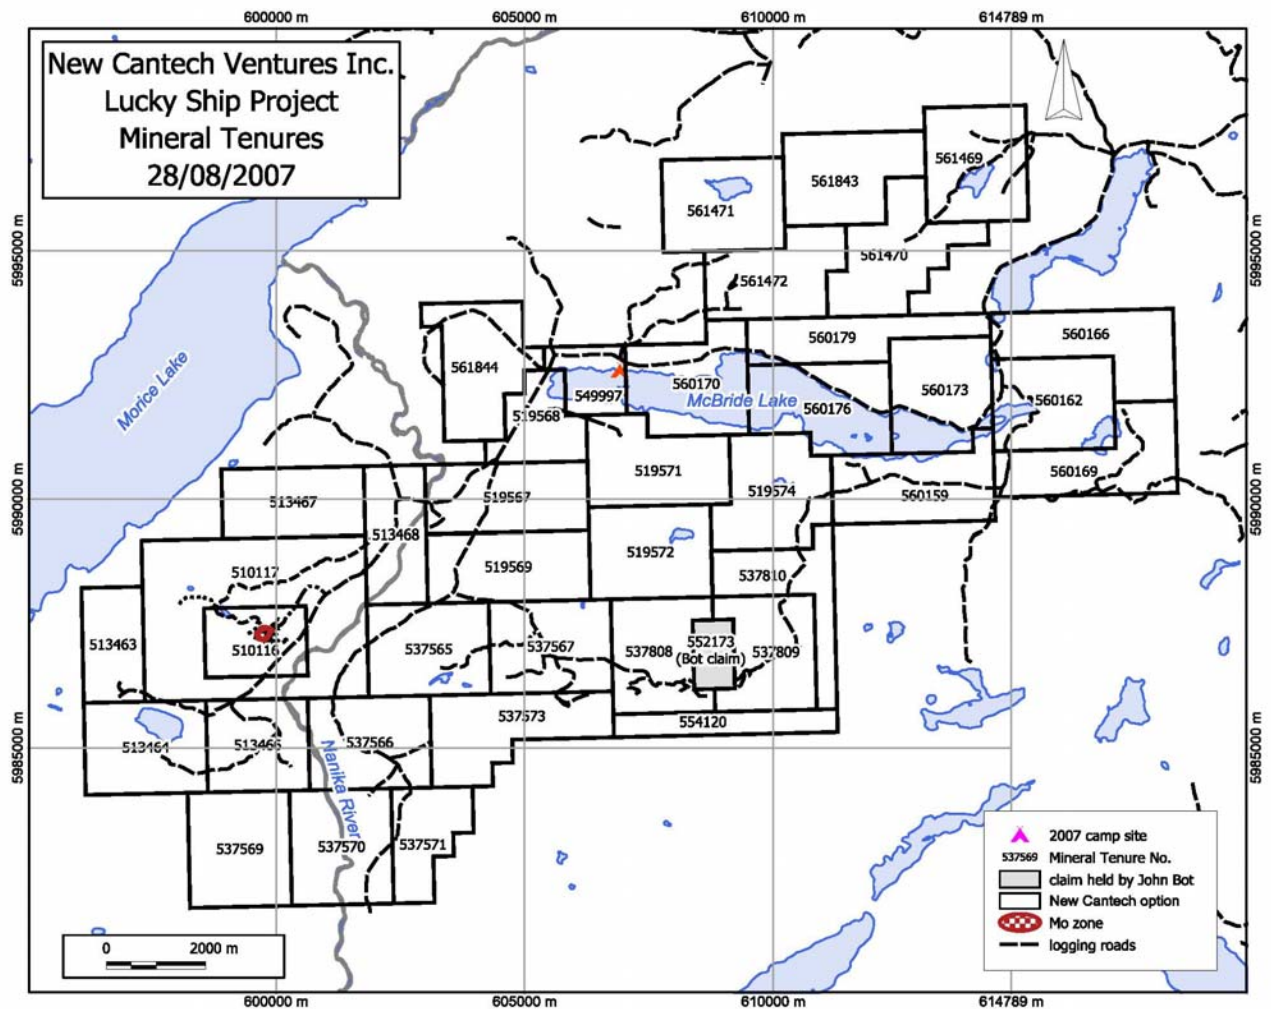 600000 m
605000 m
610000 m
614789 m
New Cantech Ventures Inc.
Lucky Ship Project
Mineral Tenures
28/08/2007
561469
561843
561471
5995000 m
5995000 m
561470
561472
560166
560179
561844
560170
560173
Morice Lake
549997
McBride Lake
560162
519568
560176
519571
560169
519574
513467
519567
560159
5990000 m
5990000 m
513468
519572
519569
510117
537810
513463
510116
537565
537567
537808
552173
(Bot claim)
537809
537573
554120
513464
513466
537566
5985000 m
5985000 m
Nanika River
537569
537570
537571
2007 camp site
537569 Mineral Tenure No.
claim held by John Bot
New Cantech option
Mo zone
logging roads
0 2000 m
600000 m
605000 m
610000 m
614789 m